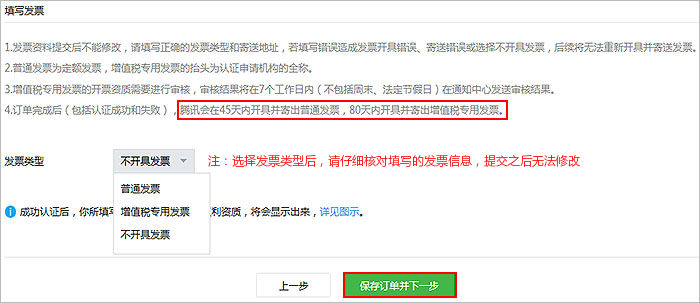 填写发票
1.发票资料提交后不能修改，请填写正确的发票类型和寄送地址，若填写错误造成发票开具错误、寄送错误或选择不开具发票，后续将无法重新开具并寄送发票。
2.普通发票为定额发票，增值税专用发票的抬头为认证申请机构的全称。
3.增值税专用发票的开票资质需要进行审核，审核结果将在7个工作日内（不包括周末、法定节假日）在通知中心发送审核结果。
4.订单完成后（包括认证成功和失败），腾讯会在45天内开具并寄出普通发票，80天内开具并寄出增值税专用发票。
发票类型 不开具发票 注：选择发票类型后，请仔细核对填写的发票信息，提交之后无法修改
普通发票
增值税专用发票
不开具发票
成功认证后，你所填写 利资质，将会显示出来，详见图示。
上一步 保存订单并下一步